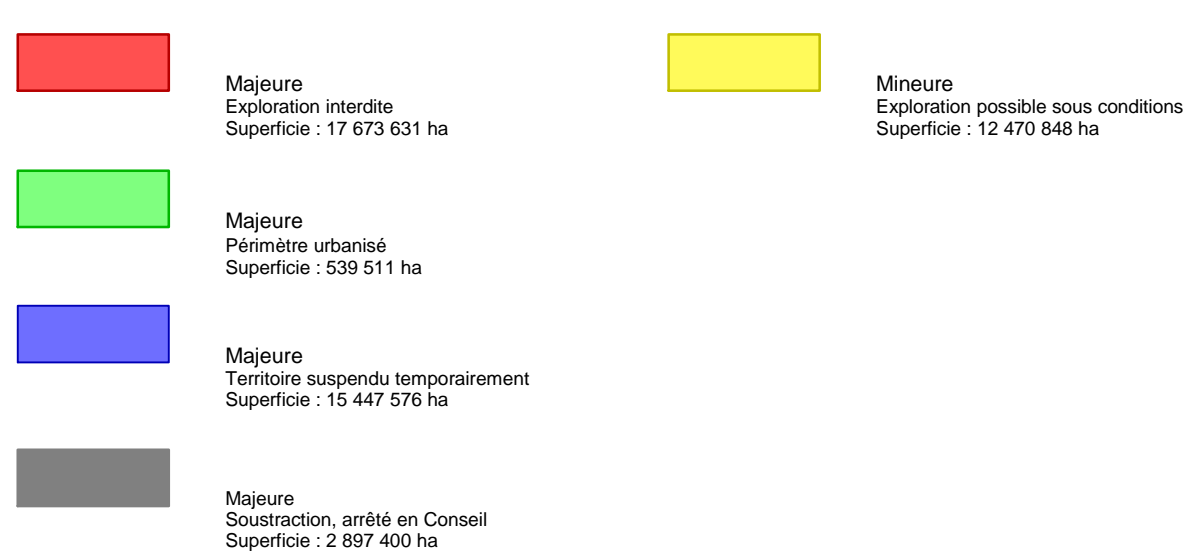 Majeure
Exploration interdite
Superficie : 17 673 631 ha
Majeure
Périmètre urbanisé
Superficie : 539 511 ha
Majeure
Territoire suspendu temporairement
Superficie : 15 447 576 ha
Majeure
Soustraction, arrêté en Conseil
Superficie : 2 897 400 ha
Mineure
Exploration possible sous conditions
Superficie : 12 470 848 ha